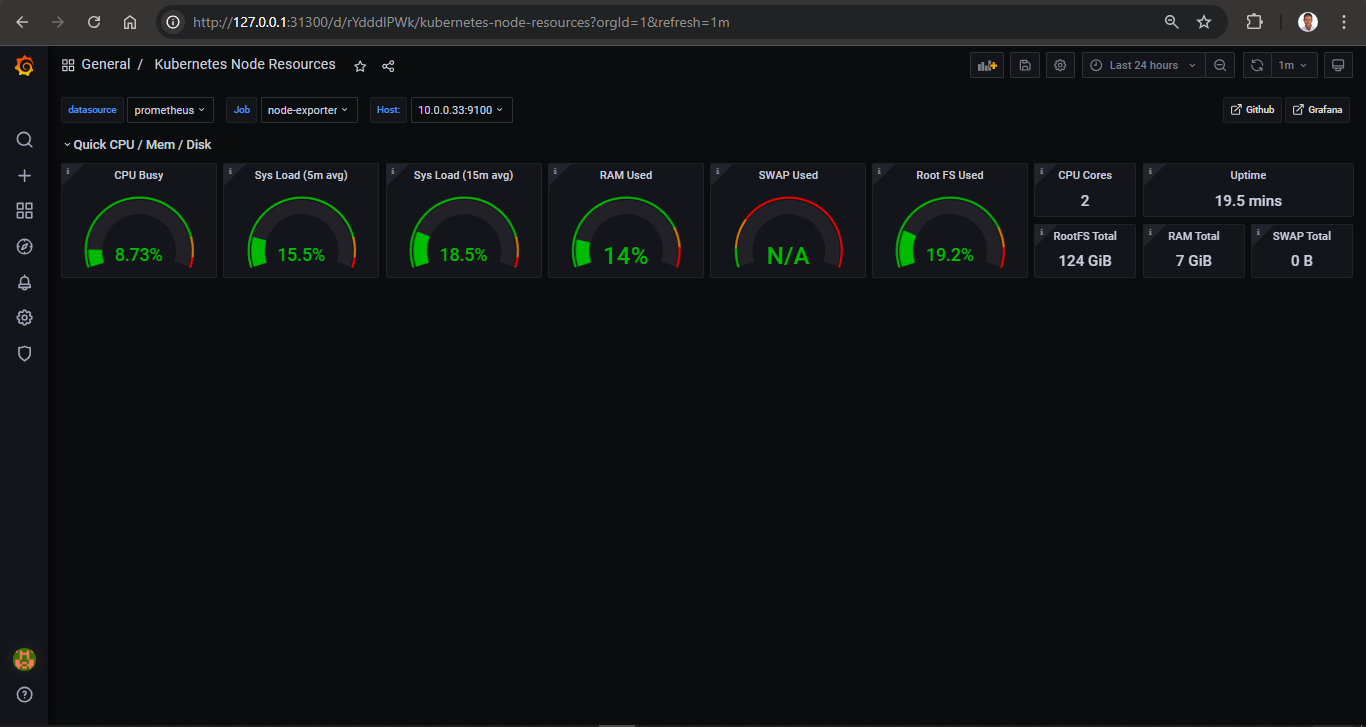 http://127.0.0.1:31300/d/rYdddlPWk/kubernetes-node-resources?orgId=1&refresh=1m
General / Kubernetes Node Resources
Last 24 hours
1m
datasource prometheus Job node-exporter Host: 10.0.0.33:9100
Github Grafana
Quick CPU / Mem / Disk
CPU Busy
8.73%
Sys Load (5m avg)
15.5%
Sys Load (15m avg)
18.5%
RAM Used
14%
SWAP Used
N/A
Root FS Used
19.2%
CPU Cores
2
Uptime
19.5 mins
RootFS Total
124 GiB
RAM Total
7 GiB
SWAP Total
0 B